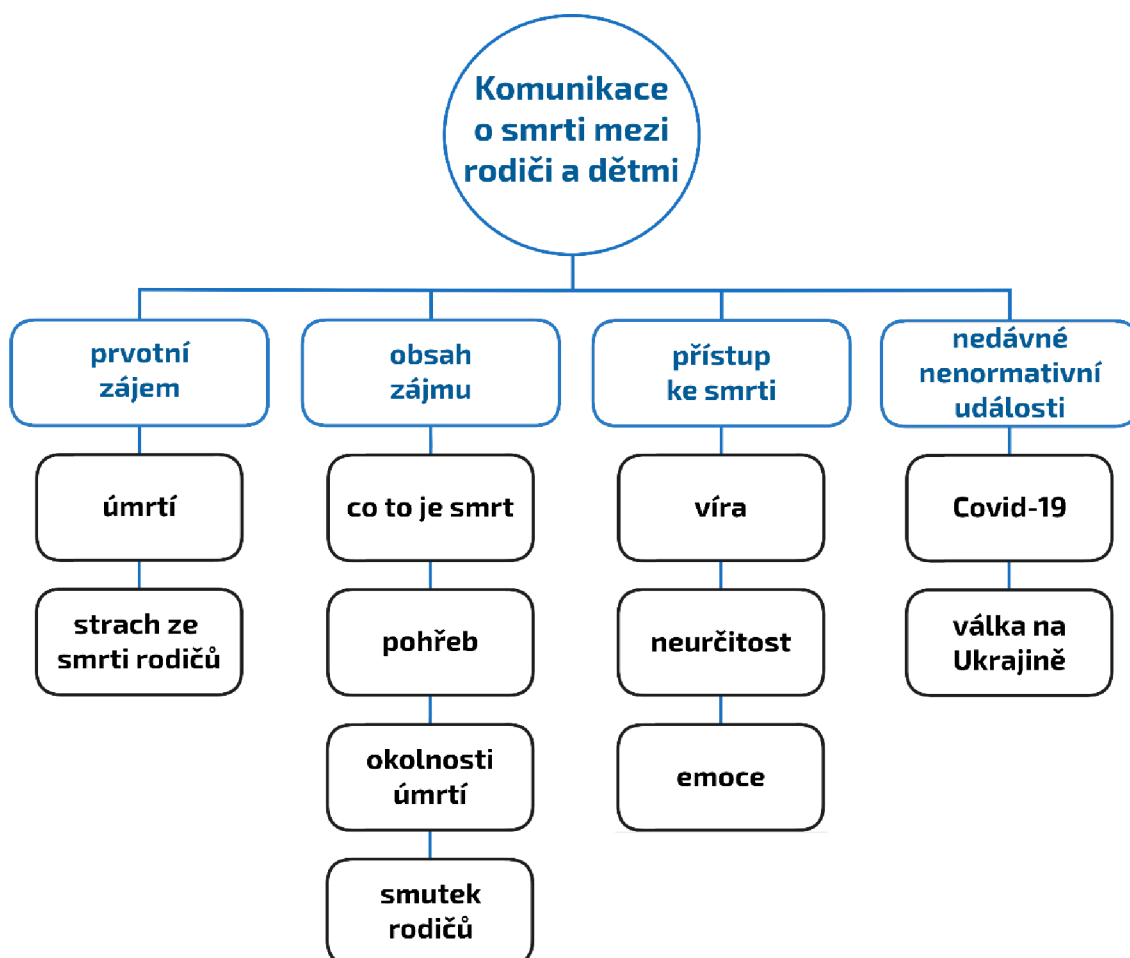 Komunikace
o smrti mezi
rodiči a dětmi
prvotní
zájem
obsah
zájmu
přístup
ke smrti
nedávné
nenormativní
události
úmrtí
strach ze
smrti rodičů
co to je smrt
pohřeb
okolnosti
úmrtí
smutek
rodičů
víra
neurčitost
emoce
Covid-19
válka na
Ukrajině